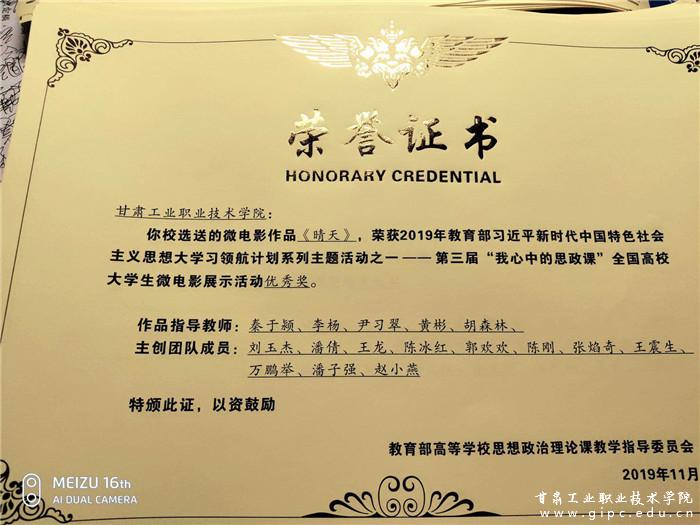 荣誉证书
HONORARY CREDENTIAL
甘肃工业职业技术学院：
你校选送的微电影作品《晴天》，荣获2019年教育部习近平新时代中国特色社会
主义思想大学习领航计划系列主题活动之一——第三届“我心中的思政课”全国高校
大学生微电影展示活动优秀奖。
作品指导教师：秦于颍、李杨、尹习翠、黄彬、胡森林、
主创团队成员：刘玉杰、潘倩、王龙、陈冰红、郭欢欢、陈刚、张焰奇、王震生、
万鹏举、潘子强、赵小燕
特颁此证，以资鼓励
教育部高等学校思想政治理论课教学指导委员会
2019年11月
MEIZU 16th
AI DUAL CAMERA
甘肃工业职业技术学院
www.gipc.edu.cn